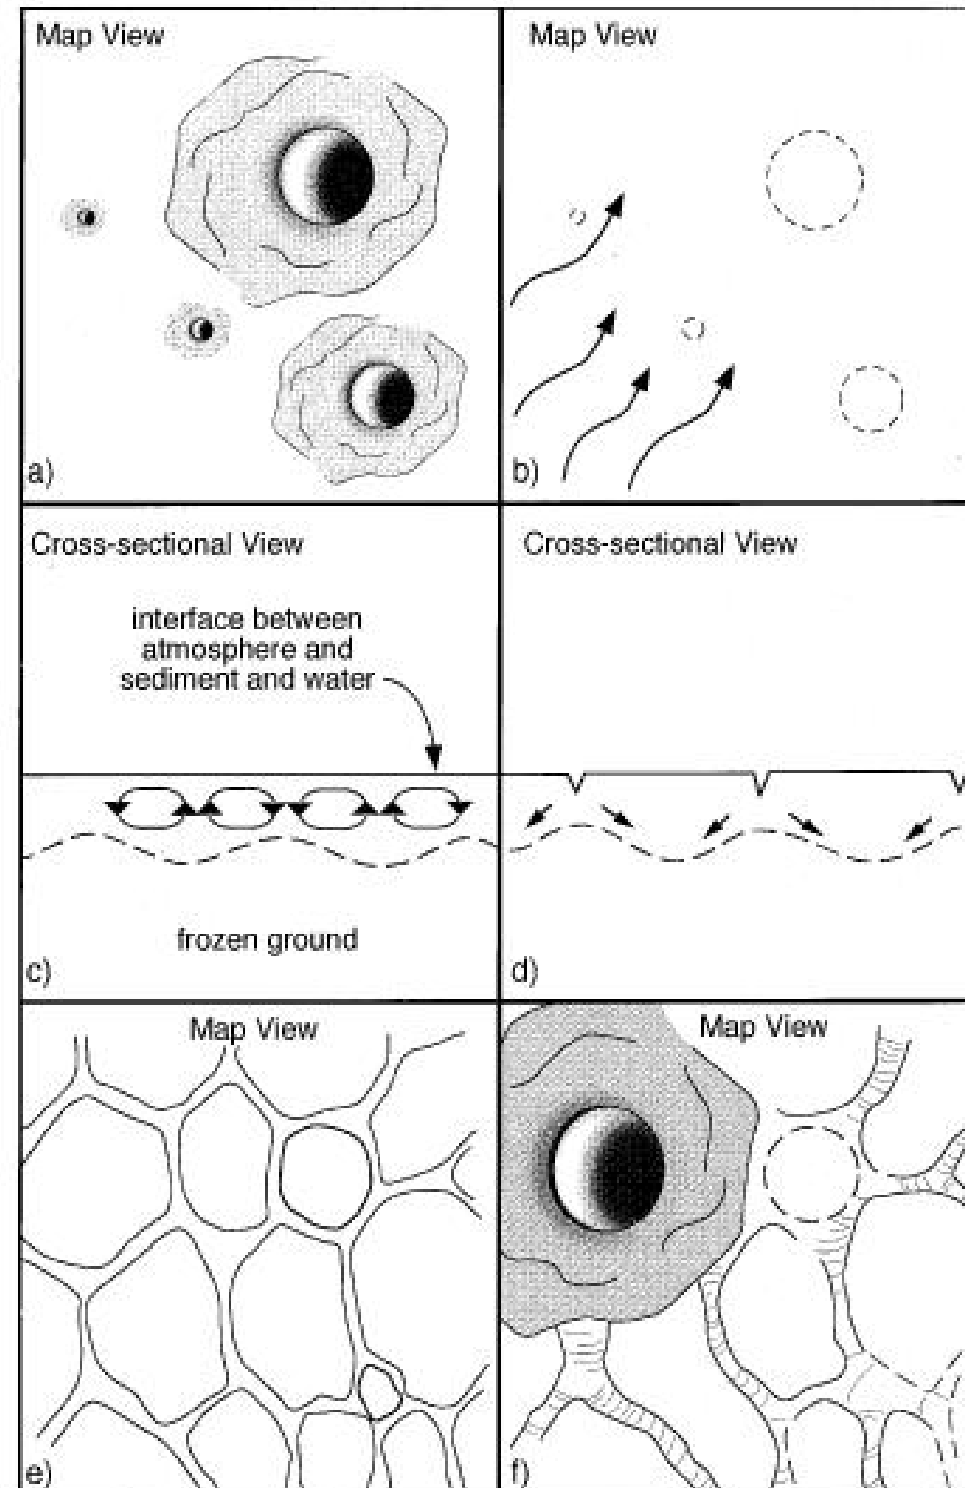 Map View
a)
Map View
b)
Cross-sectional View
interface between
atmosphere and
sediment and water
frozen ground
c)
Cross-sectional View
d)
Map View
e)
Map View
f)